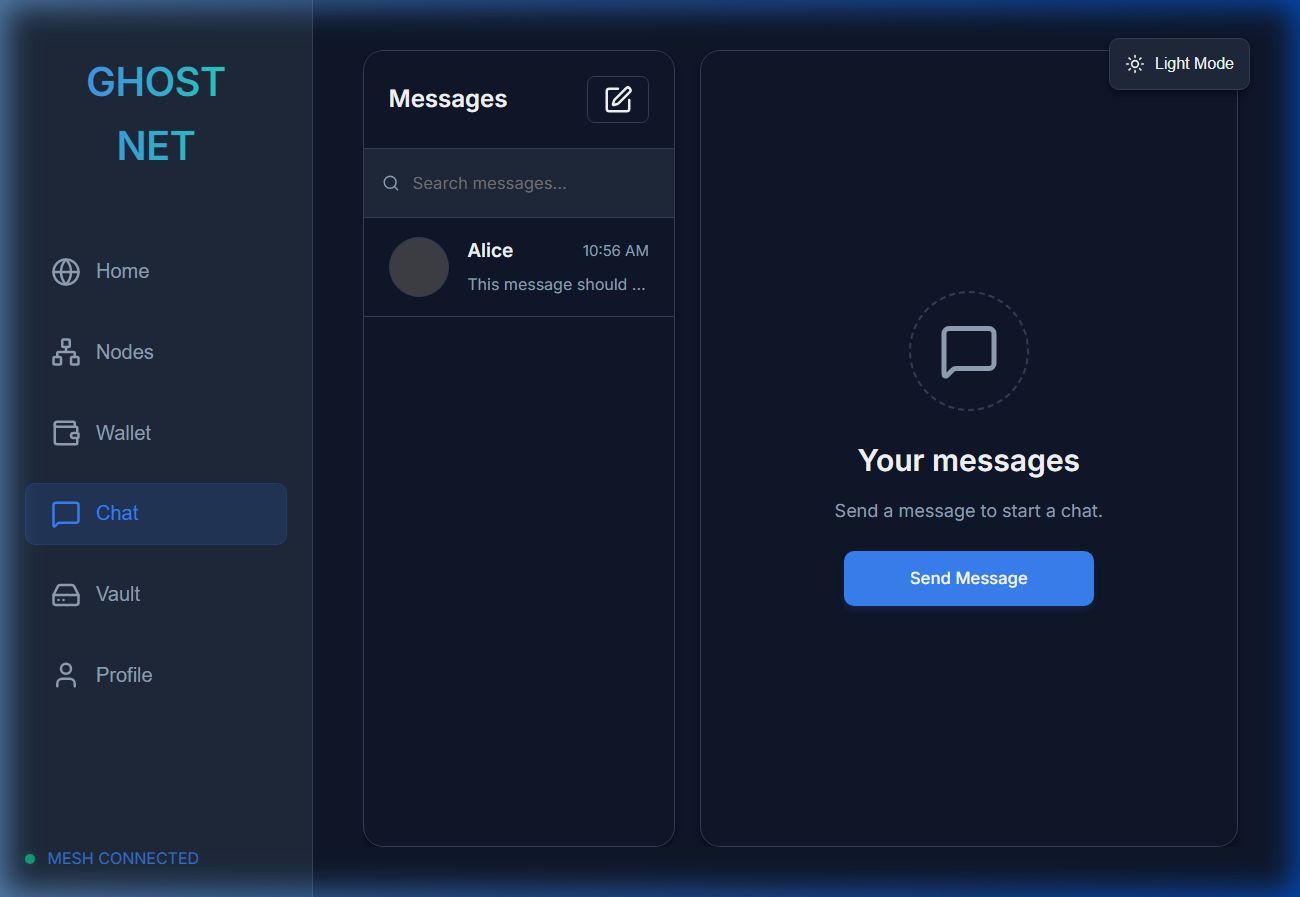 GHOST
NET
Home
Nodes
Wallet
Chat
Vault
Profile
MESH CONNECTED
Messages
Search messages...
Alice
10:56 AM
This message should ...
Light Mode
Your messages
Send a message to start a chat.
Send Message